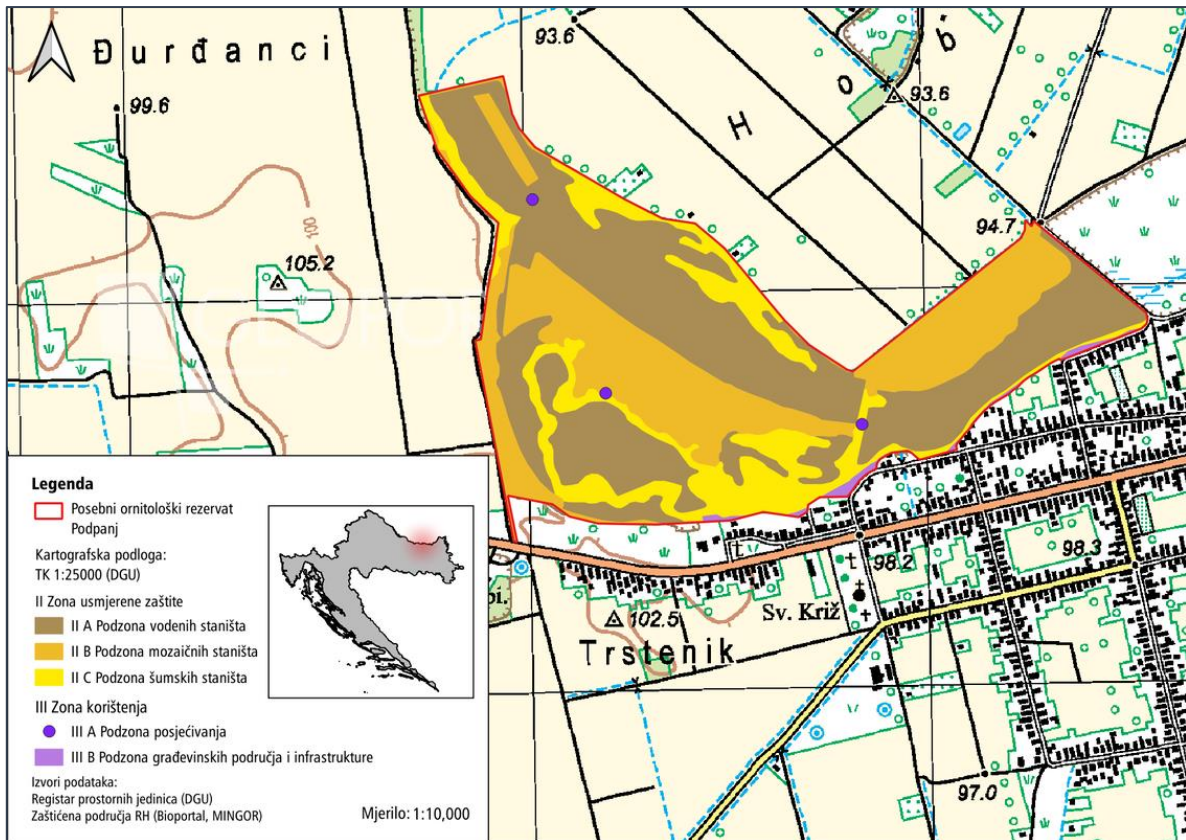 Đurđanci
93.6
99.6
H
o
b
93.6
94.7
100
105.2
98.2
98.3
Sv. Križ
102.5
Trstenik
97.0
Legenda
Posebni ornitološki rezervat
Podpanj
Kartografska podloga:
TK 1:25000 (DGU)
II Zona usmjerene zaštite
II A Podzona vodenih staništa
II B Podzona mozaičnih staništa
II C Podzona šumskih staništa
III Zona korištenja
III A Podzona posjećivanja
III B Podzona građevinskih područja i infrastrukture
Izvori podataka:
Registar prostornih jedinica (DGU)
Zaštićena područja RH (Bioportal, MINGOR)
Mjerilo: 1:10,000